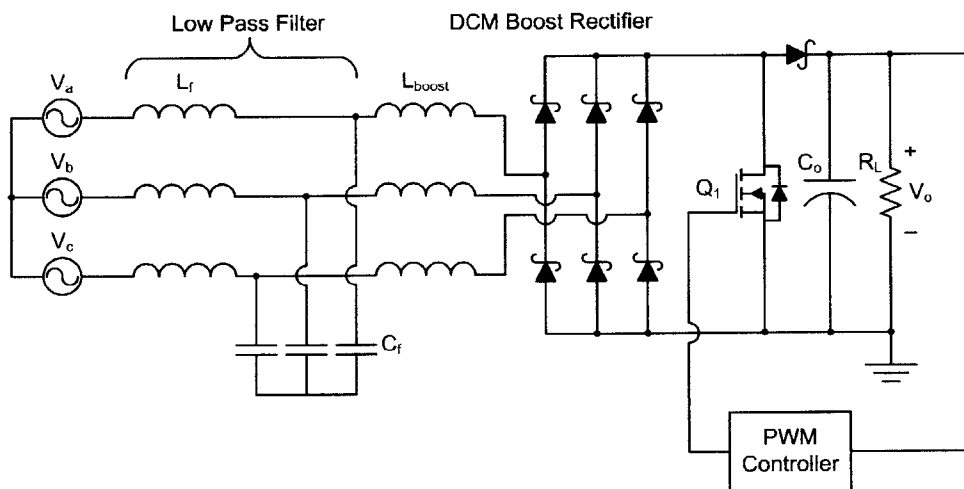 Low Pass Filter
DCM Boost Rectifier
Va
Lf
Lboost
Vb
Vc
Cf
Q1
Co
RL
+
Vo
−
PWM
Controller